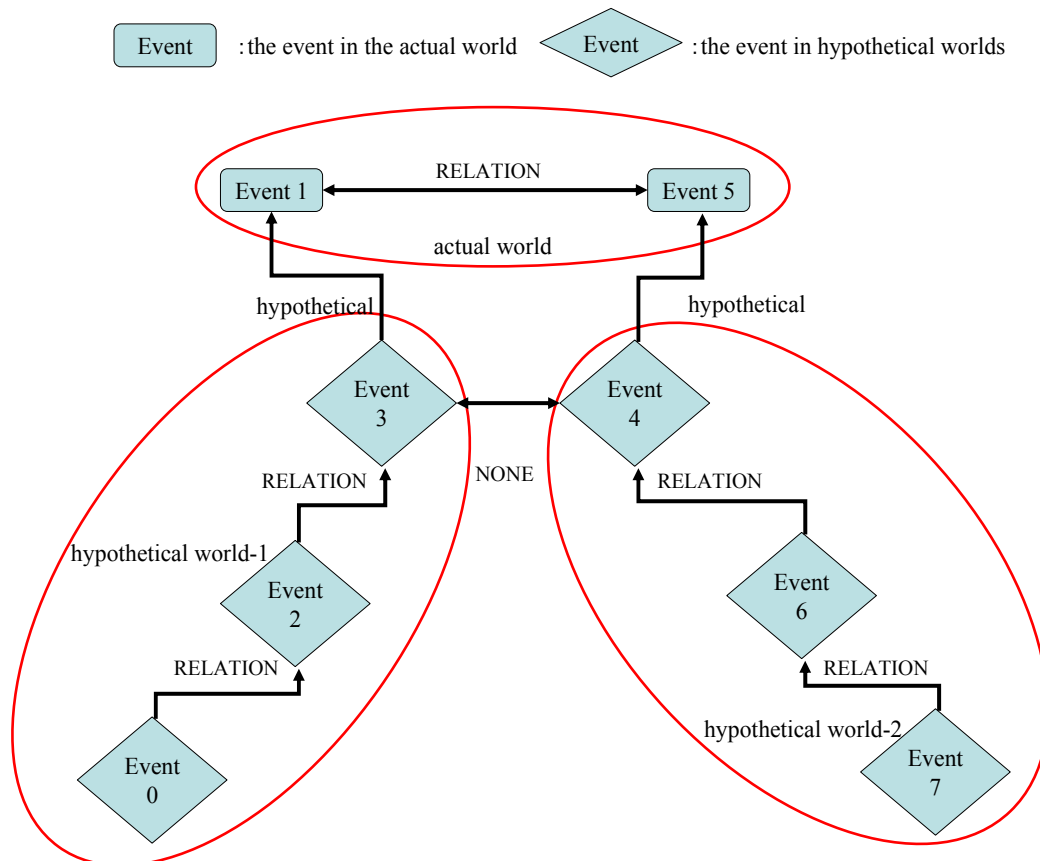 Event :the event in the actual world Event :the event in hypothetical worlds
RELATION
Event 1 Event 5
actual world
hypothetical hypothetical
Event
3
Event
4
NONE
RELATION RELATION
hypothetical world-1
Event
2
Event
6
RELATION RELATION
hypothetical world-2
Event
0
Event
7